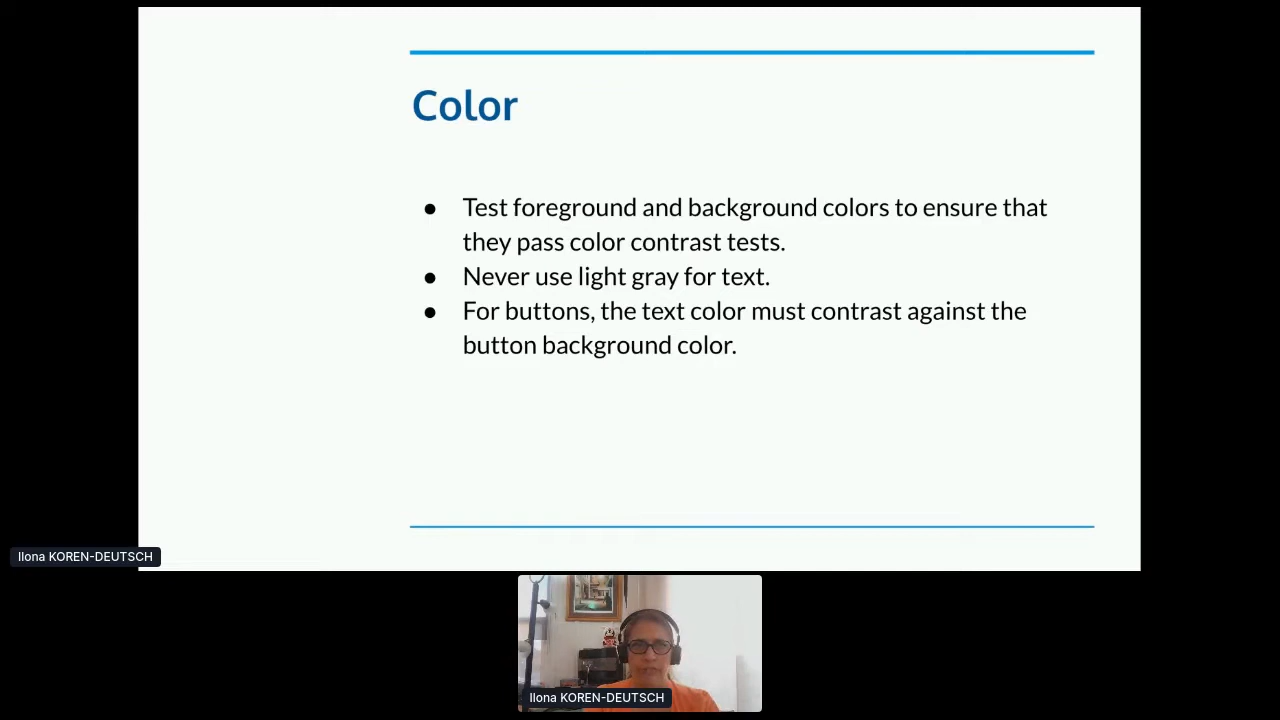 Color
● Test foreground and background colors to ensure that
they pass color contrast tests.
● Never use light gray for text.
● For buttons, the text color must contrast against the
button background color.
Ilona KOREN-DEUTSCH
Ilona KOREN-DEUTSCH